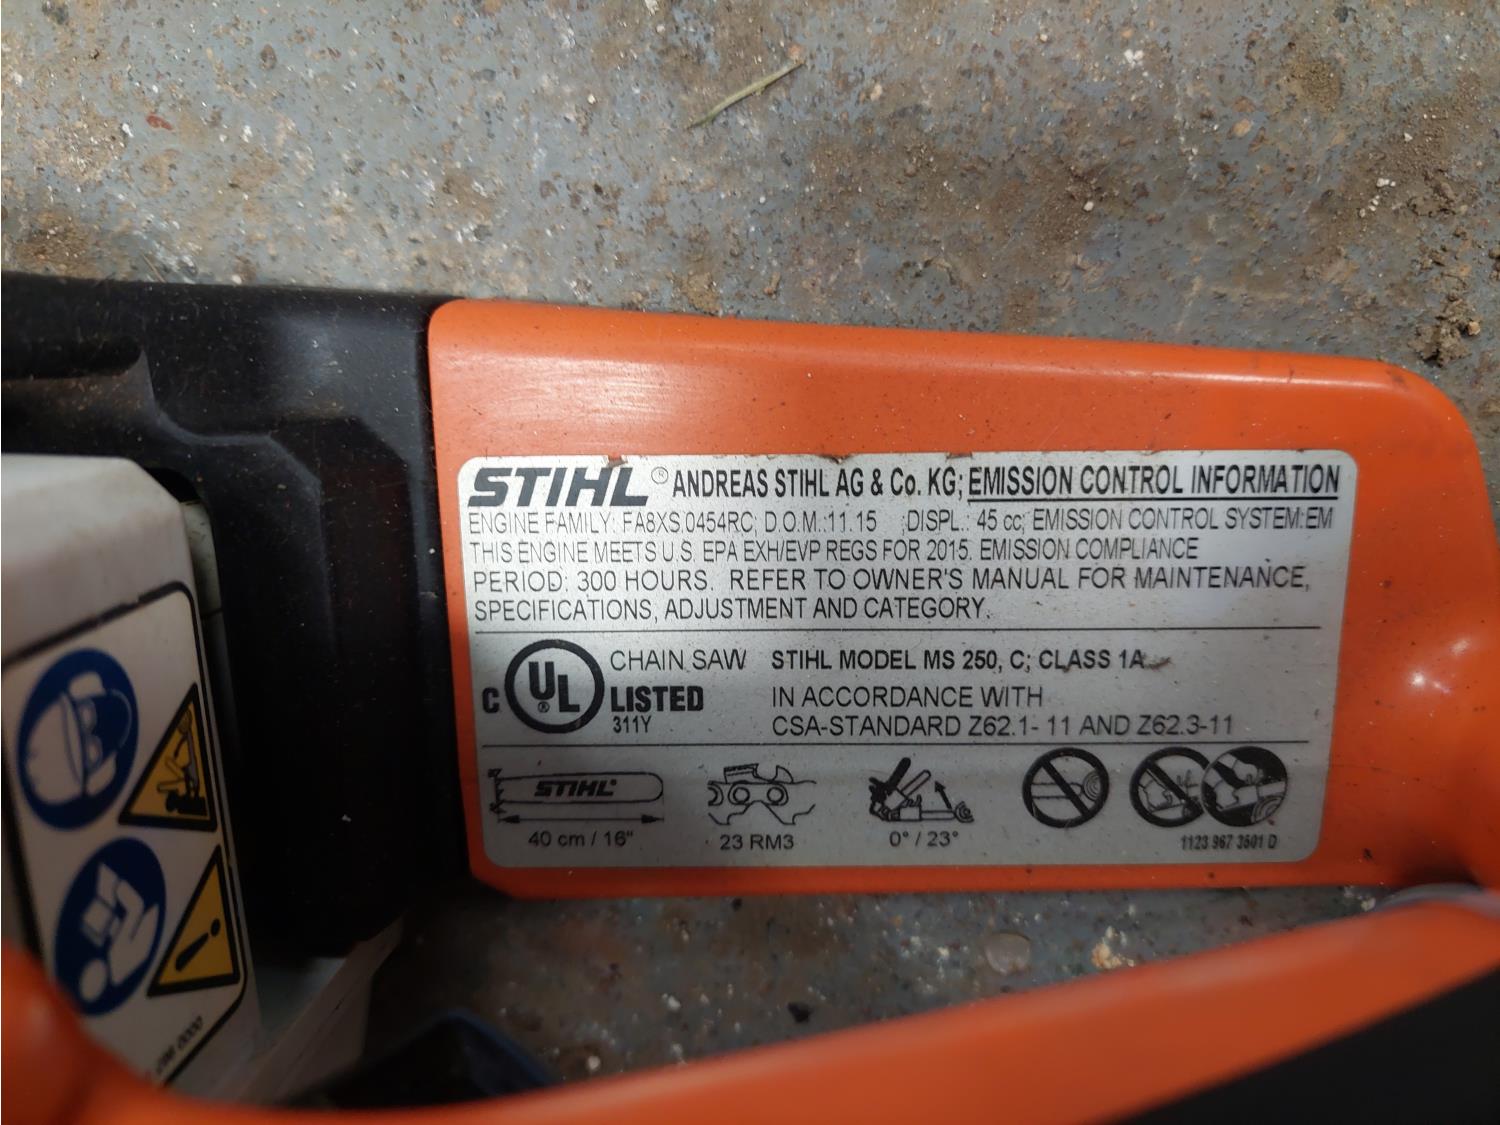 STIHL® ANDREAS STIHL AG & Co. KG; EMISSION CONTROL INFORMATION
ENGINE FAMILY: FA8XS.0454RC; D.O.M.:11.15 ;DISPL.: 45 cc; EMISSION CONTROL SYSTEM:EM
THIS ENGINE MEETS U.S. EPA EXH/EVP REGS FOR 2015. EMISSION COMPLIANCE
PERIOD: 300 HOURS. REFER TO OWNER'S MANUAL FOR MAINTENANCE,
SPECIFICATIONS, ADJUSTMENT AND CATEGORY.
C UL ® CHAIN SAW LISTED 311Y
STIHL MODEL MS 250, C; CLASS 1A
IN ACCORDANCE WITH
CSA-STANDARD Z62.1- 11 AND Z62.3-11
STIHL®
40 cm / 16"
23 RM3
0° / 23°
1123 967 3501 D